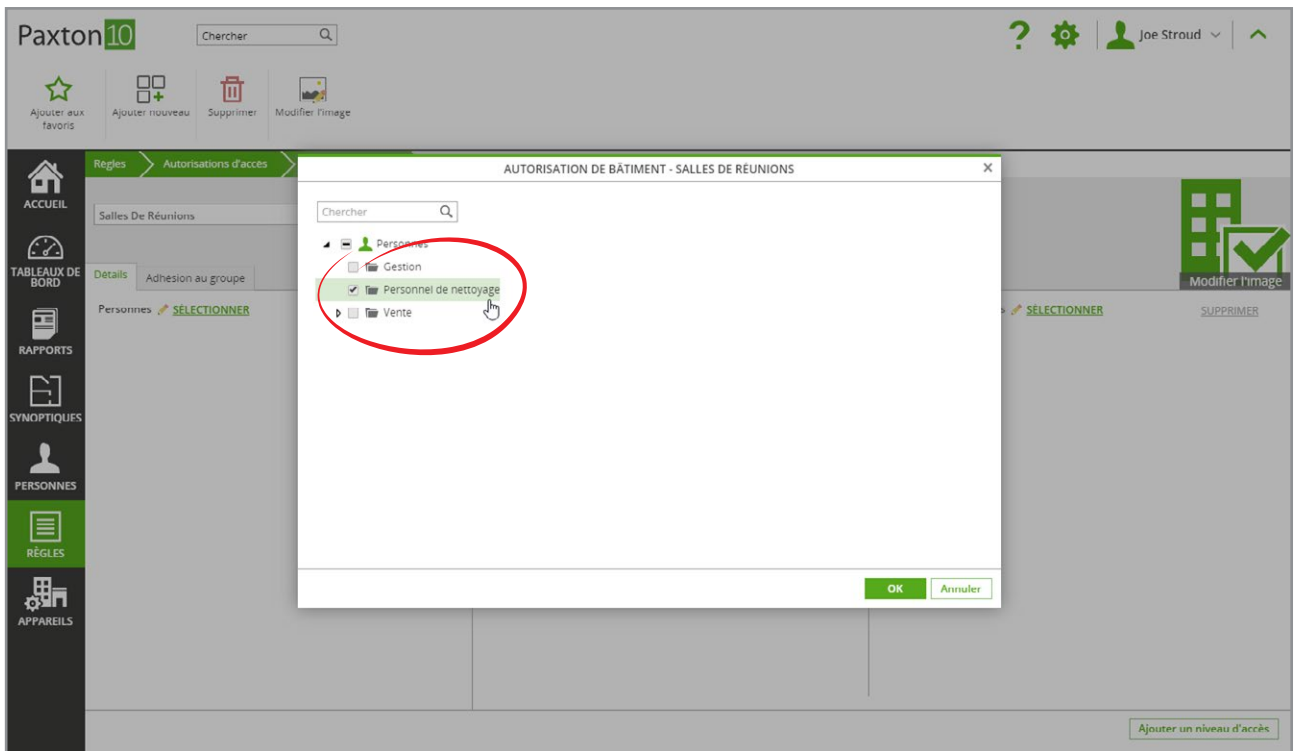 Paxton 10
Chercher
Joe Stroud
Ajouter aux favoris
Ajouter nouveau
Supprimer
Modifier l'image
Règles
Autorisations d'accès
AUTORISATION DE BÂTIMENT - SALLES DE RÉUNIONS
ACCUEIL
TABLEAUX DE BORD
RAPPORTS
SYNOPTIQUES
PERSONNES
RÈGLES
APPAREILS
Salles De Réunions
Détails
Adhésion au groupe
Personnes
SÉLECTIONNER
Chercher
Personnes
Gestion
Personnel de nettoyage
Vente
Modifier l'image
s
SÉLECTIONNER
SUPPRIMER
OK
Annuler
Ajouter un niveau d'accès